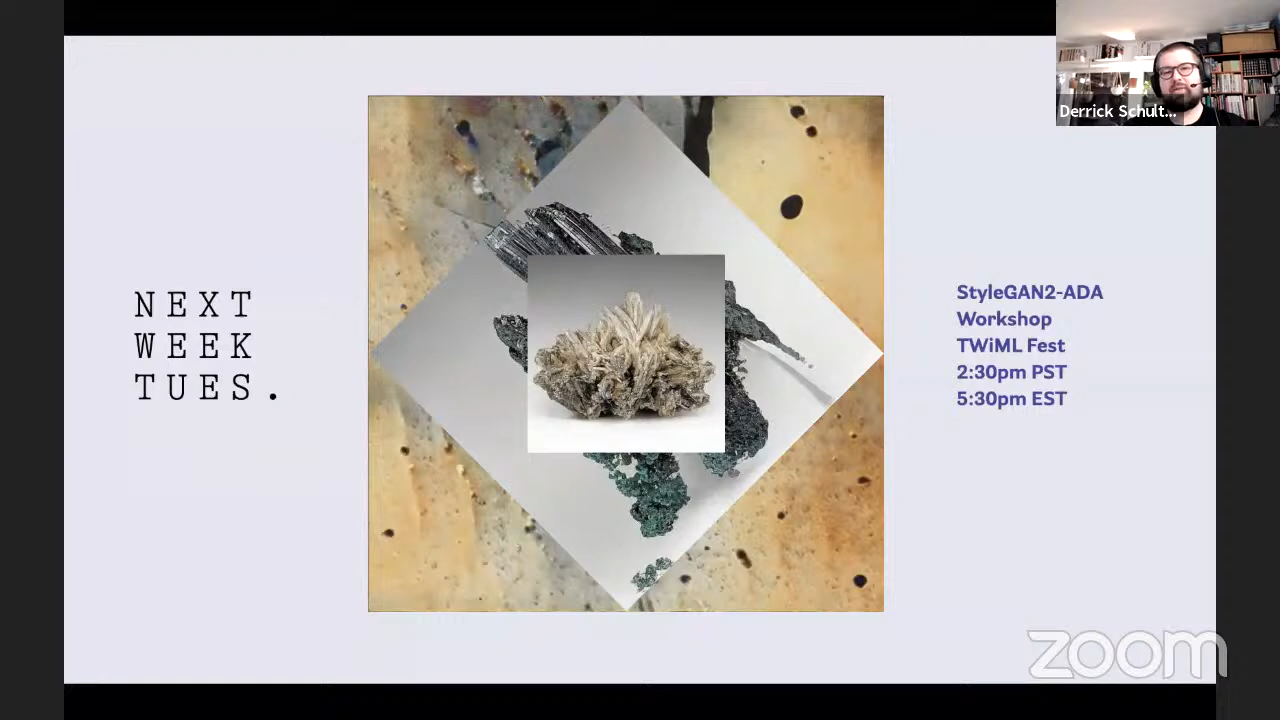 Derrick Schult...
NEXT
WEEK
TUES.
StyleGAN2-ADA
Workshop
TWiML Fest
2:30pm PST
5:30pm EST
zoom